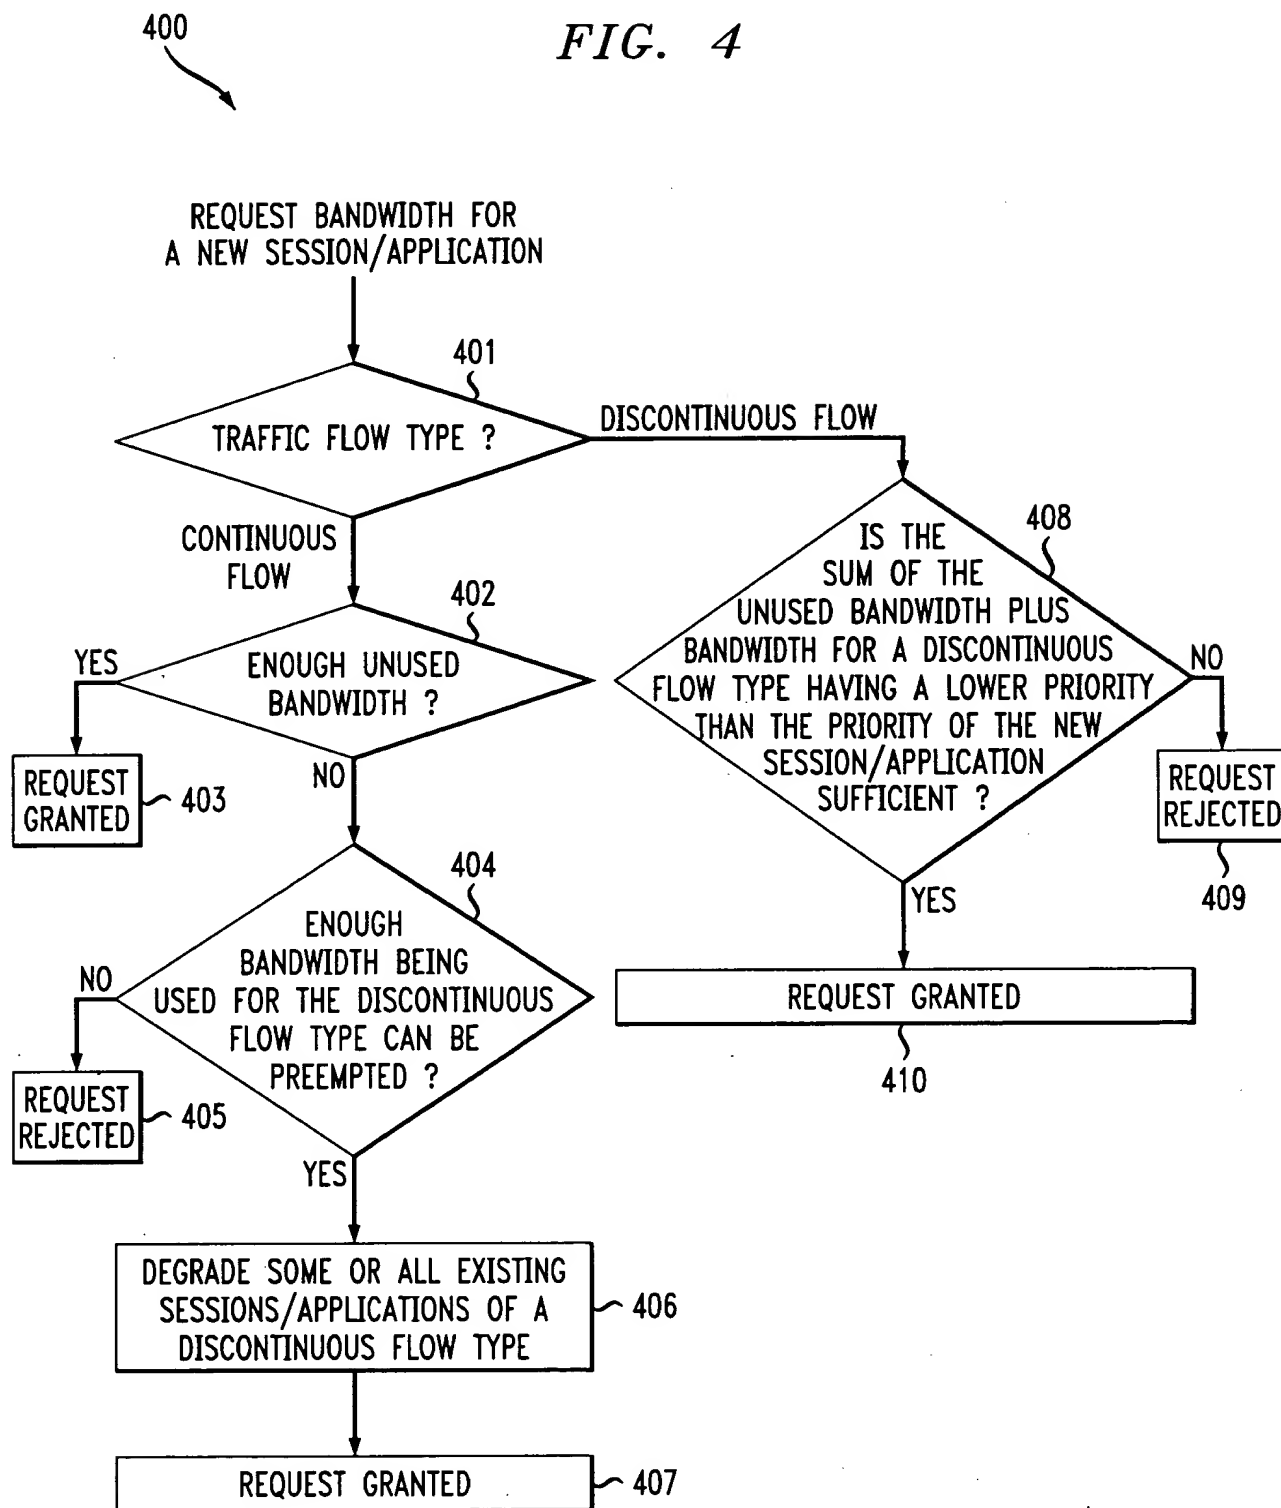 400
FIG. 4
REQUEST BANDWIDTH FOR
A NEW SESSION/APPLICATION
401
TRAFFIC FLOW TYPE ?
DISCONTINUOUS FLOW
CONTINUOUS
FLOW
402
YES
ENOUGH UNUSED
BANDWIDTH ?
NO
REQUEST
GRANTED
403
404
ENOUGH
BANDWIDTH BEING
USED FOR THE DISCONTINUOUS
FLOW TYPE CAN BE
PREEMPTED ?
NO
REQUEST
REJECTED
405
YES
DEGRADE SOME OR ALL EXISTING
SESSIONS/APPLICATIONS OF A
DISCONTINUOUS FLOW TYPE
406
REQUEST GRANTED
407
408
IS THE
SUM OF THE
UNUSED BANDWIDTH PLUS
BANDWIDTH FOR A DISCONTINUOUS
FLOW TYPE HAVING A LOWER PRIORITY
THAN THE PRIORITY OF THE NEW
SESSION/APPLICATION
SUFFICIENT ?
NO
REQUEST
REJECTED
409
YES
REQUEST GRANTED
410